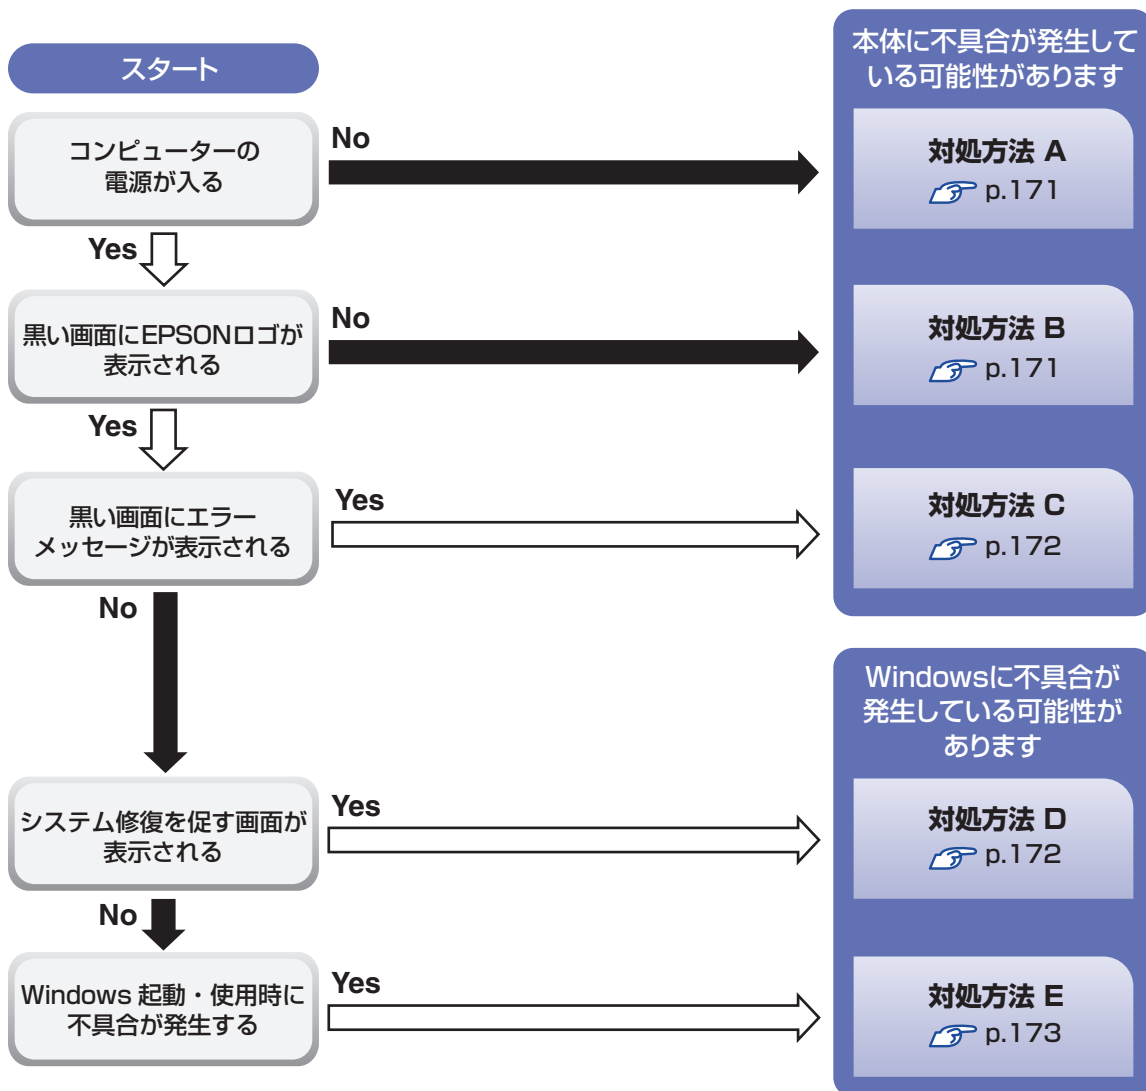 スタート
コンピューターの
電源が入る
No
Yes
黒い画面にEPSONロゴが
表示される
No
Yes
黒い画面にエラー
メッセージが表示される
Yes
No
システム修復を促す画面が
表示される
Yes
No
Windows 起動・使用時に
不具合が発生する
Yes
本体に不具合が発生して
いる可能性があります
対処方法 A
p.171
対処方法 B
p.171
対処方法 C
p.172
Windowsに不具合が
発生している可能性が
あります
対処方法 D
p.172
対処方法 E
p.173